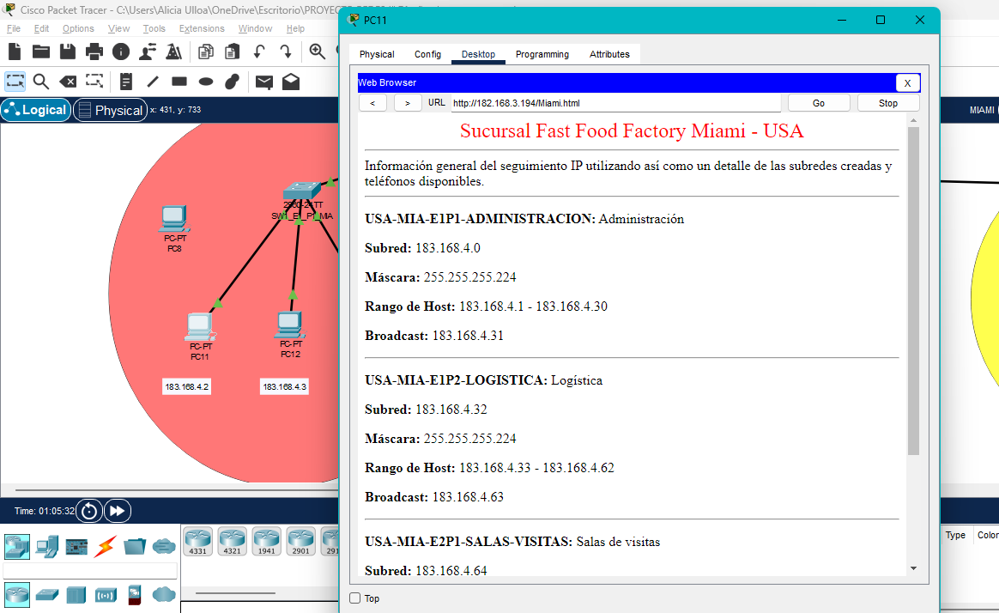 Cisco Packet Tracer - C:\Users\Alicia Ulloa\OneDrive\Escritorio\PROYECTO
File Edit Options View Tools Extensions Window Help
Logical
Physical
x: 431, y: 733
MIAMI
PC-PT
PC8
2960-24TT
PC-PT
PC11
PC-PT
PC12
183.168.4.2
183.168.4.3
Time: 01:05:32
4331
4321
1941
2901
291
Type
Color
PC11
Physical Config Desktop Programming Attributes
Web Browser
X
<
>
URL
http://182.168.3.194/Miami.html
Go
Stop
Sucursal Fast Food Factory Miami - USA
Información general del seguimiento IP utilizando así como un detalle de las subredes creadas y
teléfonos disponibles.
USA-MIA-E1P1-ADMINISTRACION: Administración
Subred: 183.168.4.0
Máscara: 255.255.255.224
Rango de Host: 183.168.4.1 - 183.168.4.30
Broadcast: 183.168.4.31
USA-MIA-E1P2-LOGISTICA: Logística
Subred: 183.168.4.32
Máscara: 255.255.255.224
Rango de Host: 183.168.4.33 - 183.168.4.62
Broadcast: 183.168.4.63
USA-MIA-E2P1-SALAS-VISITAS: Salas de visitas
Subred: 183.168.4.64
Top